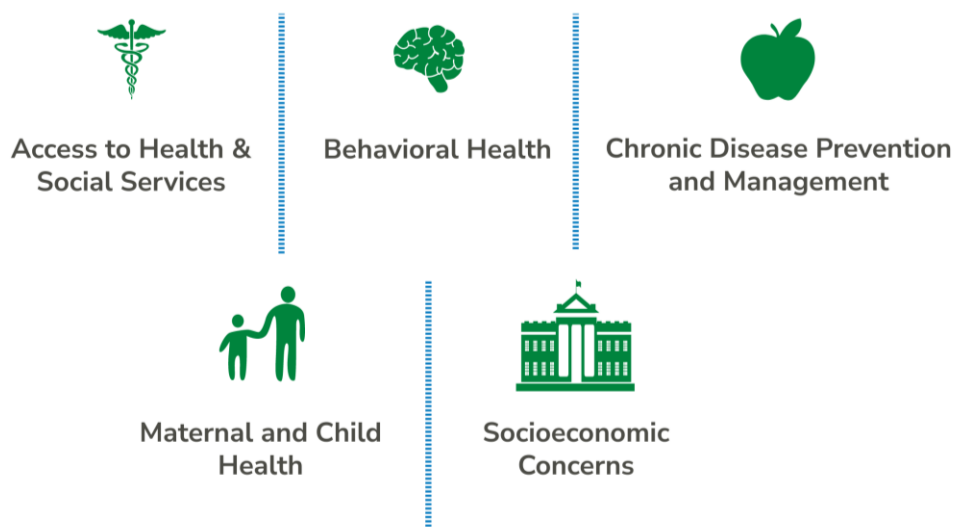 Access to Health &
Social Services
Behavioral Health
Chronic Disease Prevention
and Management
Maternal and Child
Health
Socioeconomic
Concerns